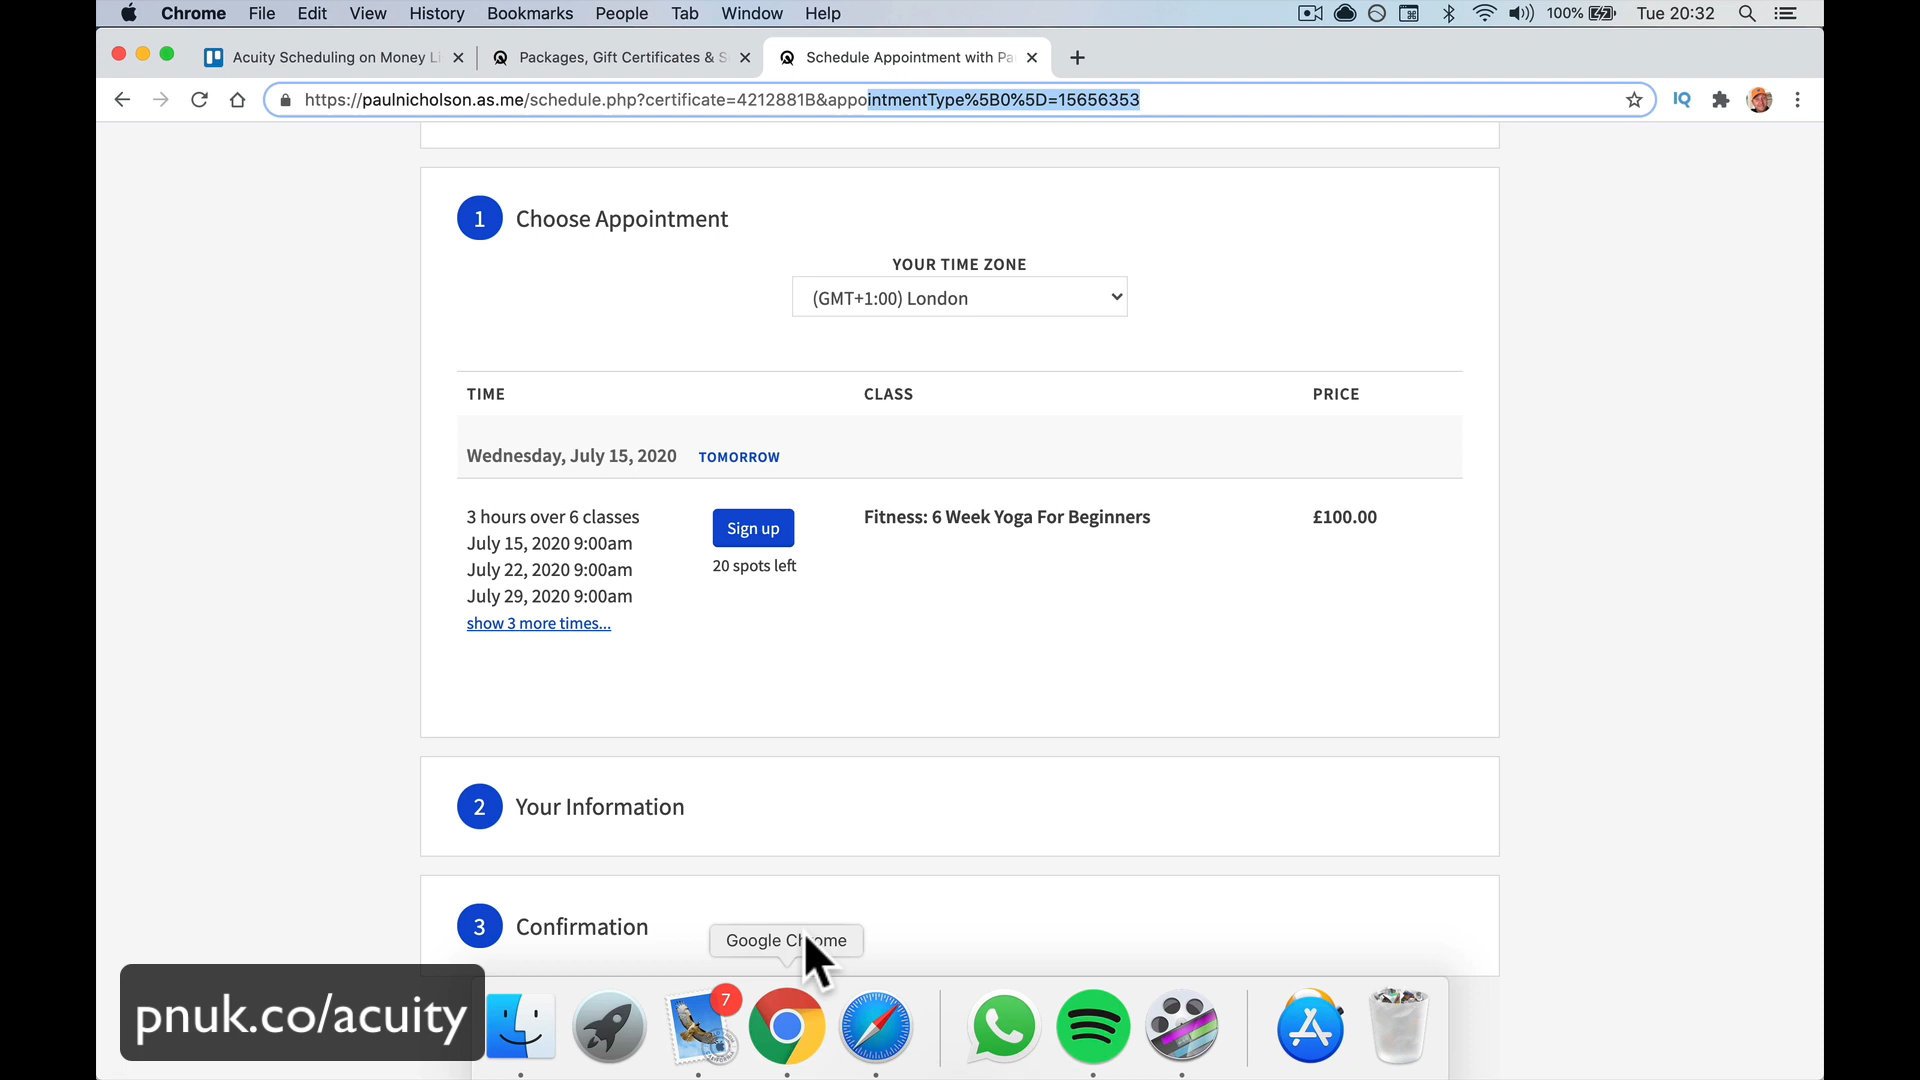 Chrome File Edit View History Bookmarks People Tab Window Help 100% Tue 20:32
Acuity Scheduling on Money Li Packages, Gift Certificates & S Schedule Appointment with Pa
https://paulnicholson.as.me/schedule.php?certificate=4212881B&appointmentType%5B0%5D=15656353 IQ
1 Choose Appointment
YOUR TIME ZONE
(GMT+1:00) London
TIME CLASS PRICE
Wednesday, July 15, 2020 TOMORROW
3 hours over 6 classes Sign up Fitness: 6 Week Yoga For Beginners £100.00
July 15, 2020 9:00am
July 22, 2020 9:00am 20 spots left
July 29, 2020 9:00am
show 3 more times...
2 Your Information
3 Confirmation
Google Chrome
7
pnuk.co/acuity